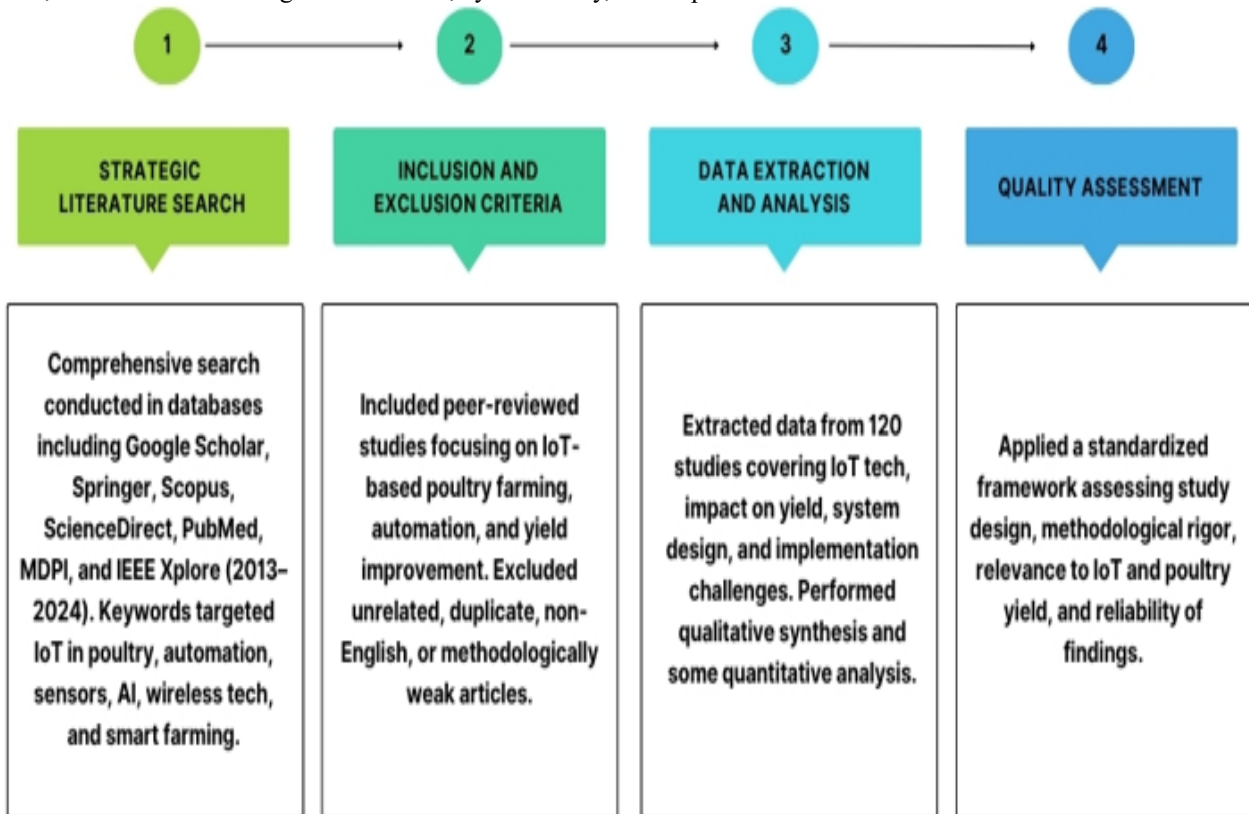 1
2
3
4
STRATEGIC
LITERATURE SEARCH
INCLUSION AND
EXCLUSION CRITERIA
DATA EXTRACTION
AND ANALYSIS
QUALITY ASSESSMENT
Comprehensive search
conducted in databases
including Google Scholar,
Springer, Scopus,
ScienceDirect, PubMed,
MDPI, and IEEE Xplore (2013–
2024). Keywords targeted
IoT in poultry, automation,
sensors, AI, wireless tech,
and smart farming.
Included peer-reviewed
studies focusing on IoT-
based poultry farming,
automation, and yield
improvement. Excluded
unrelated, duplicate, non-
English, or methodologically
weak articles.
Extracted data from 120
studies covering IoT tech,
impact on yield, system
design, and implementation
challenges. Performed
qualitative synthesis and
some quantitative analysis.
Applied a standardized
framework assessing study
design, methodological rigor,
relevance to IoT and poultry
yield, and reliability of
findings.